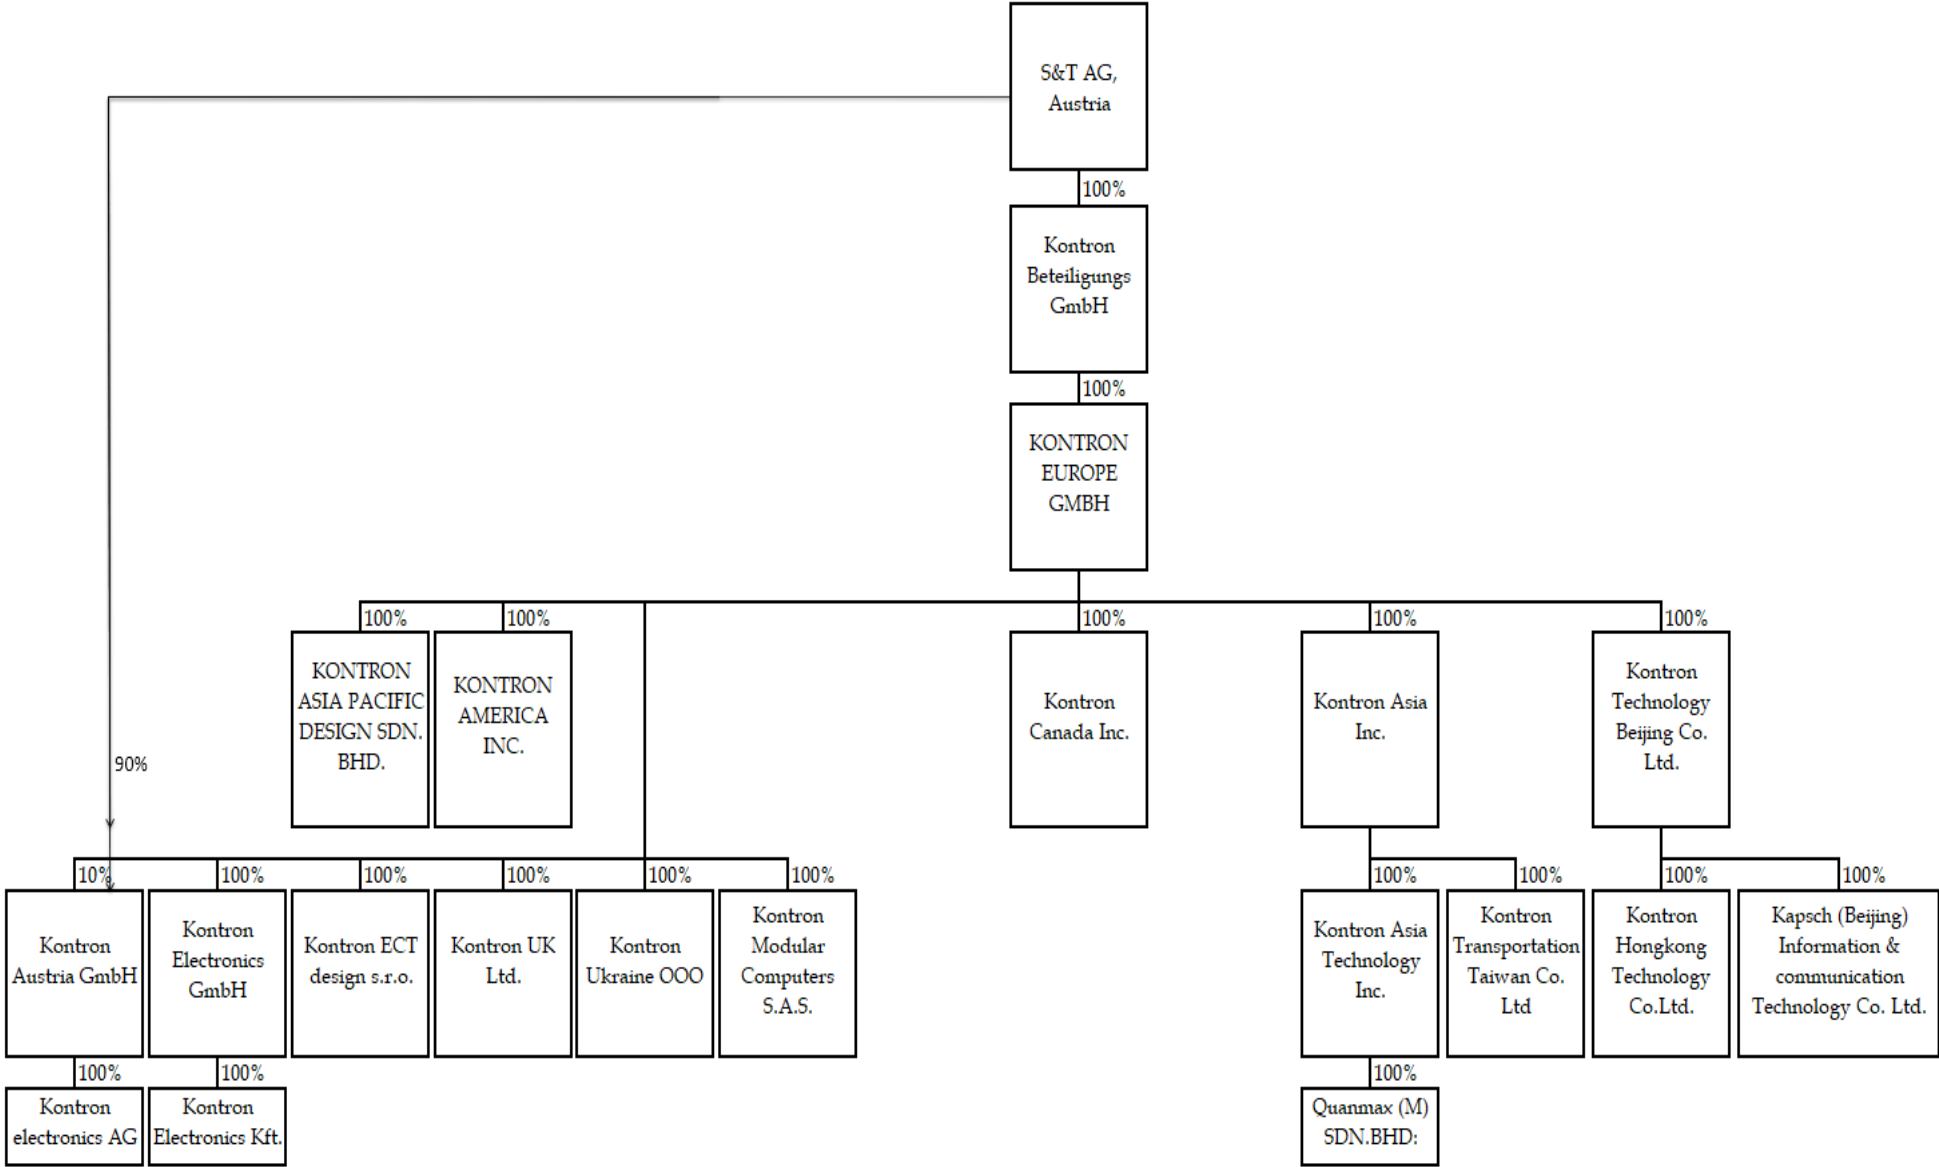 S&T AG,
Austria
100%
Kontron
Beteiligungs
GmbH
100%
KONTRON
EUROPE
GMBH
100%
100%
100%
100%
100%
KONTRON
ASIA PACIFIC
DESIGN SDN.
BHD.
KONTRON
AMERICA
INC.
Kontron
Canada Inc.
Kontron Asia
Inc.
Kontron
Technology
Beijing Co.
Ltd.
90%
10%
100%
100%
100%
100%
100%
100%
100%
100%
100%
Kontron
Austria GmbH
Kontron
Electronics
GmbH
Kontron ECT
design s.r.o.
Kontron UK
Ltd.
Kontron
Ukraine OOO
Kontron
Modular
Computers
S.A.S.
Kontron Asia
Technology
Inc.
Kontron
Transportation
Taiwan Co.
Ltd
Kontron
Hongkong
Technology
Co.Ltd.
Kapsch (Beijing)
Information &
communication
Technology Co. Ltd.
100%
100%
100%
Kontron
electronics AG
Kontron
Electronics Kft.
Quanmax (M)
SDN.BHD: